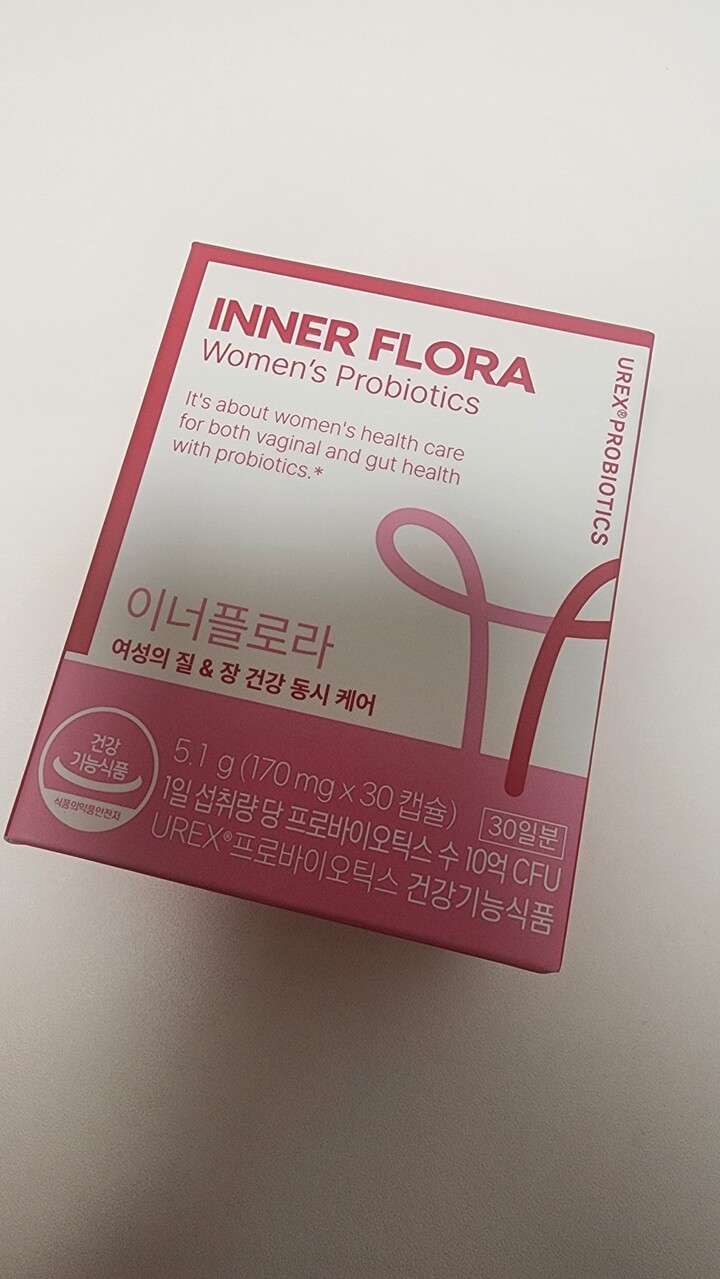 INNER FLORA
Women's Probiotics
It's about women's health care
for both vaginal and gut health
with probiotics.*
UREX® PROBIOTICS
이너플로라
여성의 질 & 장 건강 동시 케어
건강
기능식품
식품의약품안전처
5.1 g (170 mg x 30 캡슐) 30일분
1일 섭취량 당 프로바이오틱스 수 10억 CFU
UREX® 프로바이오틱스 건강기능식품